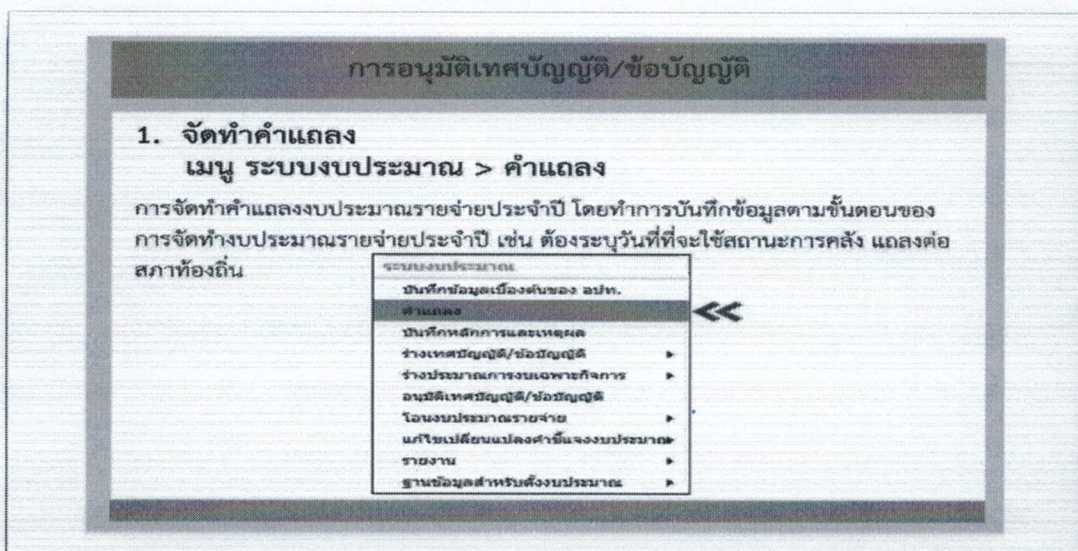 การอนุมัติเทศบัญญัติ/ข้อบัญญัติ
1. จัดทำคำแถลง
เมนู ระบบงบประมาณ > คำแถลง
การจัดทำคำแถลงงบประมาณรายจ่ายประจำปี โดยทำการบันทึกข้อมูลตามขั้นตอนของ
การจัดทำงบประมาณรายจ่ายประจำปี เช่น ต้องระบุวันที่ที่จะใช้สถานะการคลัง แถลงต่อ
สภาท้องถิ่น
ระบบงบประมาณ
บันทึกข้อมูลเบื้องต้นของ อปท.
คำแถลง
บันทึกหลักการและเหตุผล
ร่างเทศบัญญัติ/ข้อบัญญัติ
ร่างประมาณการงบเฉพาะกิจการ
อนุมัติเทศบัญญัติ/ข้อบัญญัติ
โอนงบประมาณรายจ่าย
แก้ไขเปลี่ยนแปลงคำชี้แจงงบประมาณ
รายงาน
ฐานข้อมูลสำหรับตั้งงบประมาณ